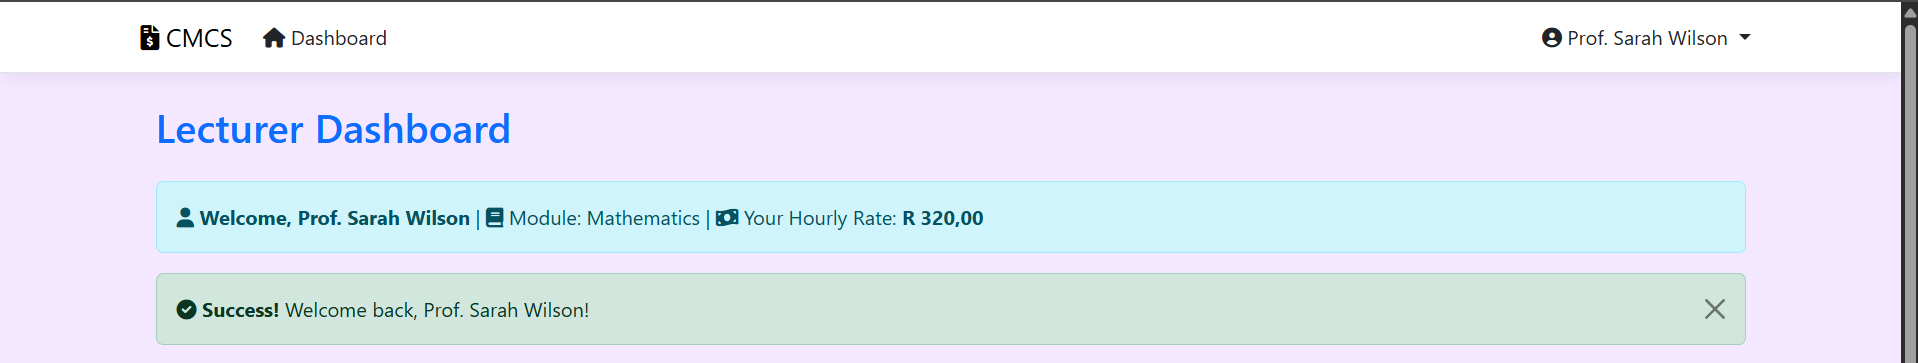 CMCS Dashboard Prof. Sarah Wilson
Lecturer Dashboard
Welcome, Prof. Sarah Wilson | Module: Mathematics | Your Hourly Rate: R 320,00
Success! Welcome back, Prof. Sarah Wilson!